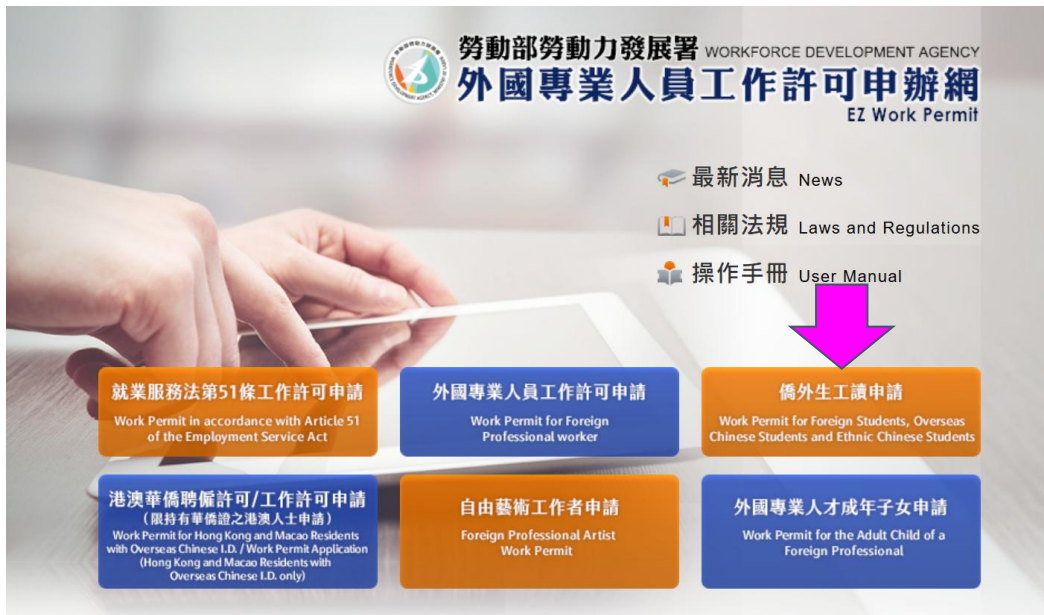 勞動部勞動力發展署 WORKFORCE DEVELOPMENT AGENCY
外國專業人員工作許可申辦網
EZ Work Permit
最新消息 News
相關法規 Laws and Regulations
操作手冊 User Manual
就業服務法第51條工作許可申請
Work Permit in accordance with Article 51
of the Employment Service Act
外國專業人員工作許可申請
Work Permit for Foreign
Professional worker
僑外生工讀申請
Work Permit for Foreign Students, Overseas
Chinese Students and Ethnic Chinese Students
港澳華僑聘僱許可/工作許可申請
(限持有華僑證之港澳人士申請)
Work Permit for Hong Kong and Macao Residents
with Overseas Chinese I.D. / Work Permit Application
(Hong Kong and Macao Residents with
Overseas Chinese I.D. only)
自由藝術工作者申請
Foreign Professional Artist
Work Permit
外國專業人才成年子女申請
Work Permit for the Adult Child of a
Foreign Professional